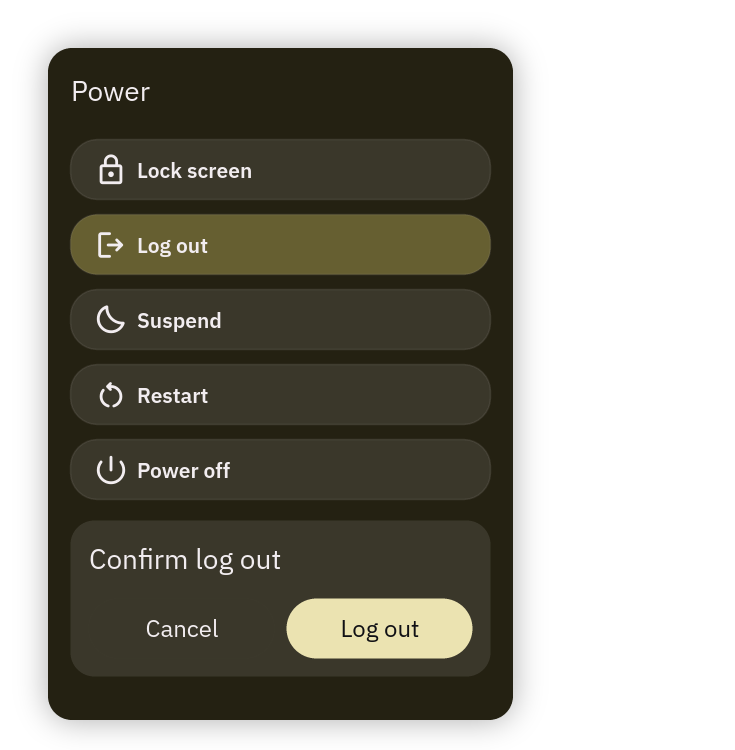 Power
Lock screen
Log out
Suspend
Restart
Power off
Confirm log out
Cancel
Log out